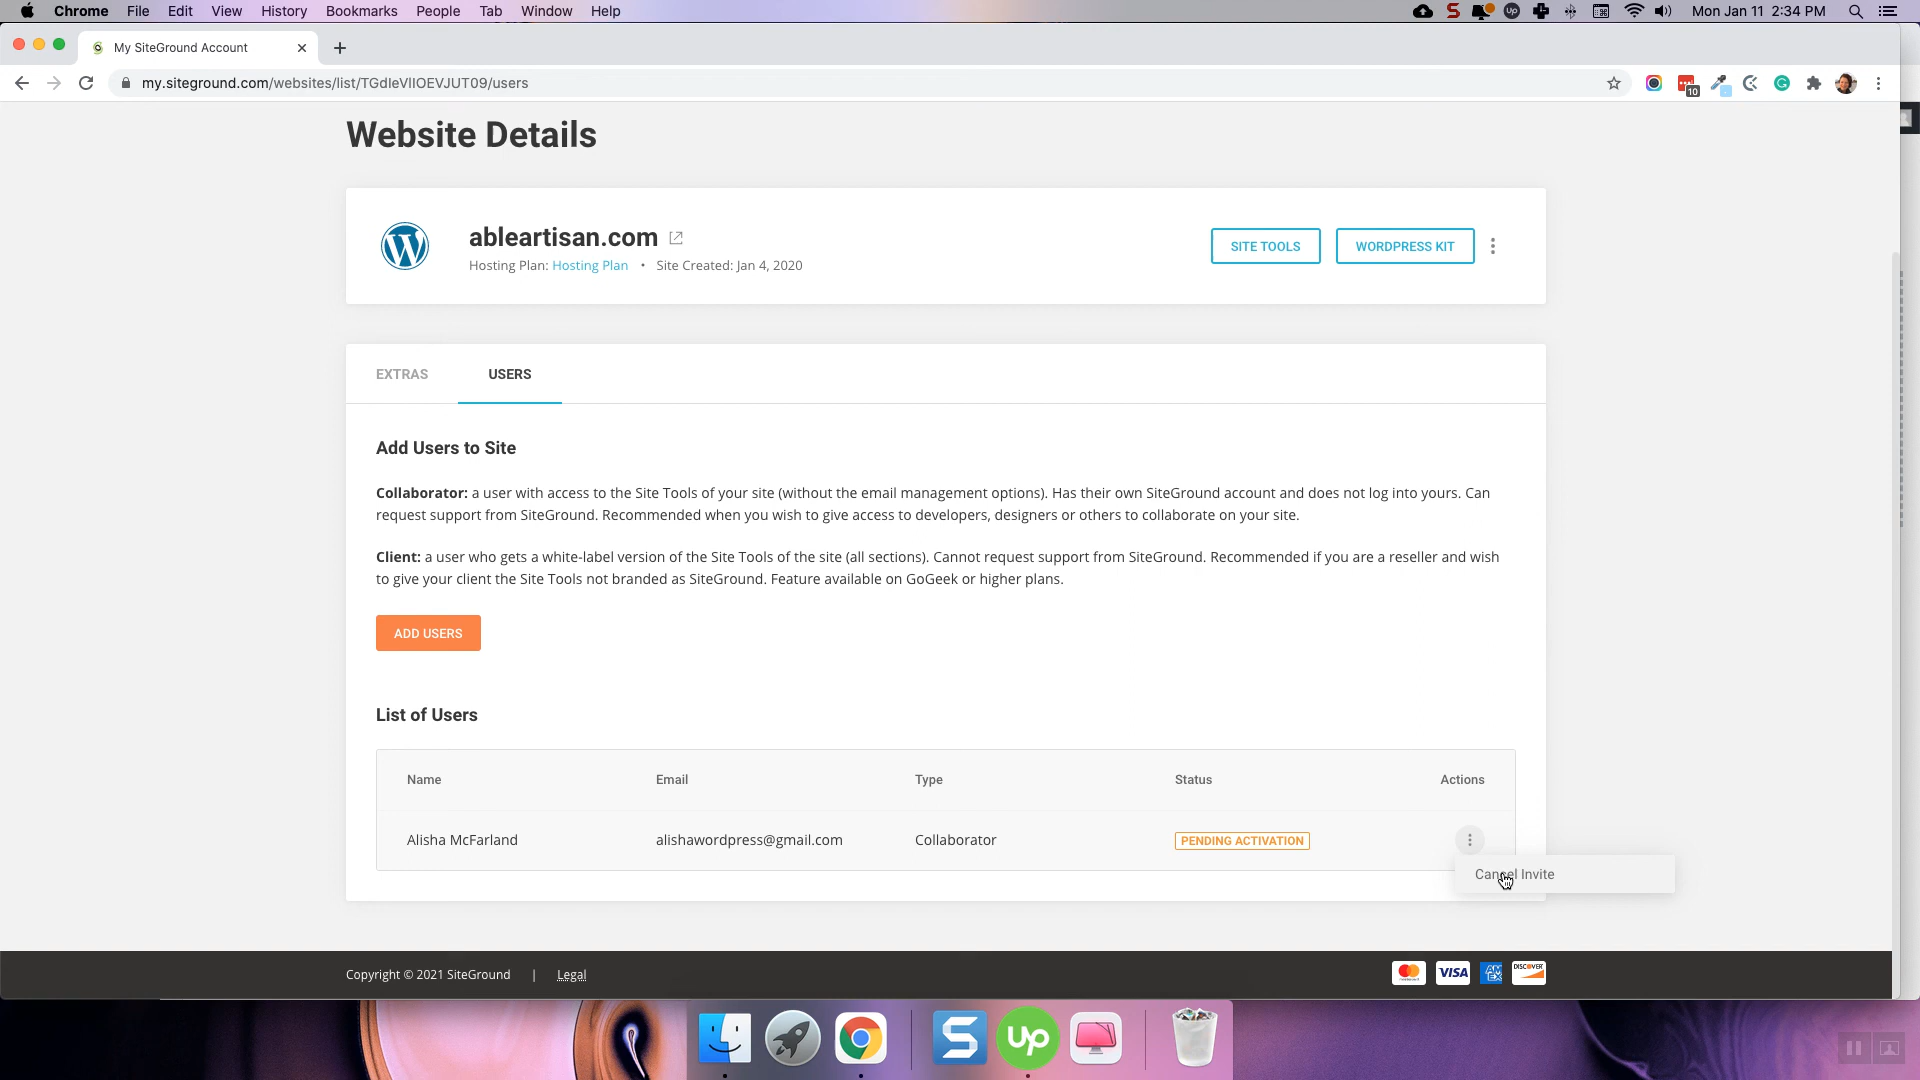 Chrome File Edit View History Bookmarks People Tab Window Help
Mon Jan 11 2:34 PM
My SiteGround Account
my.siteground.com/websites/list/TGdIeVlIOEVJUT09/users
10
Website Details
ableartisan.com
Hosting Plan: Hosting Plan • Site Created: Jan 4, 2020
SITE TOOLS
WORDPRESS KIT
EXTRAS
USERS
Add Users to Site
Collaborator: a user with access to the Site Tools of your site (without the email management options). Has their own SiteGround account and does not log into yours. Can
request support from SiteGround. Recommended when you wish to give access to developers, designers or others to collaborate on your site.
Client: a user who gets a white-label version of the Site Tools of the site (all sections). Cannot request support from SiteGround. Recommended if you are a reseller and wish
to give your client the Site Tools not branded as SiteGround. Feature available on GoGeek or higher plans.
ADD USERS
List of Users
Name Email Type Status Actions
Alisha McFarland alishawordpress@gmail.com Collaborator PENDING ACTIVATION
Cancel Invite
Copyright © 2021 SiteGround | Legal
VISA
AM EX
DISCOVER
S
up